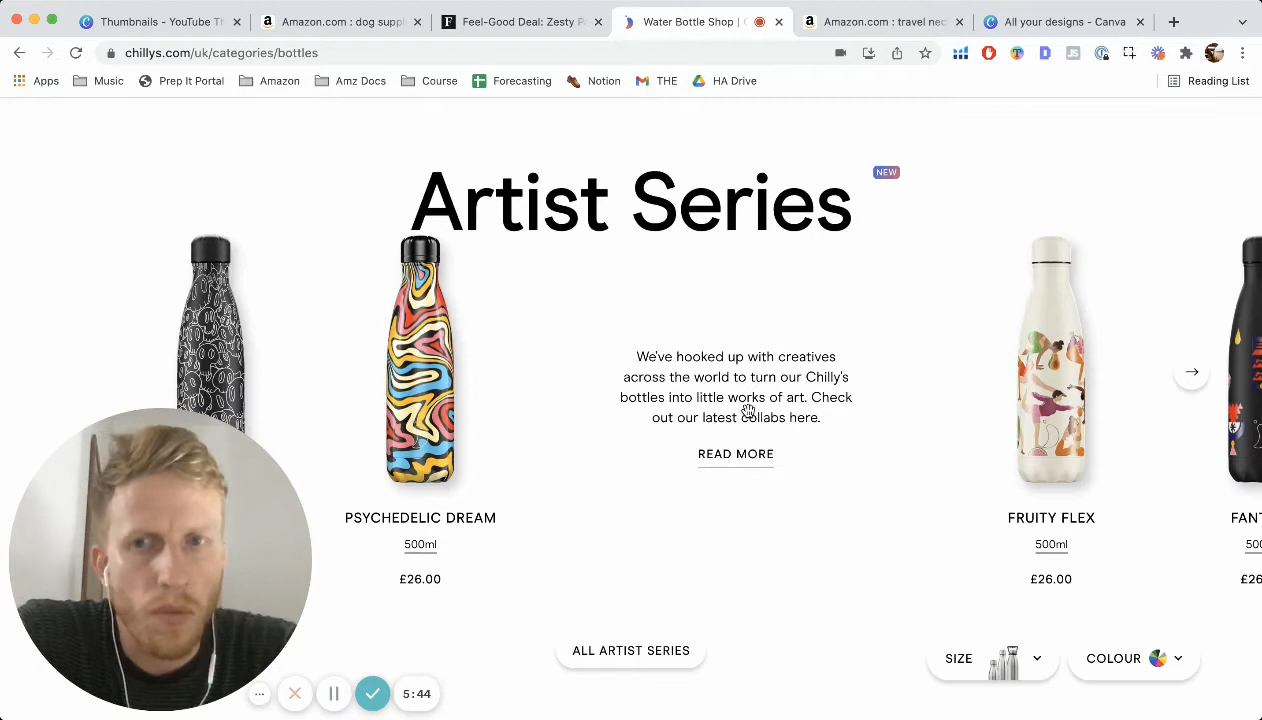 Thumbnails - YouTube Th
Amazon.com : dog suppl
Feel-Good Deal: Zesty Pa
Water Bottle Shop |
Amazon.com : travel nec
All your designs - Canva
chillys.com/uk/categories/bottles
Apps
Music
Prep It Portal
Amazon
Amz Docs
Course
Forecasting
Notion
THE
HA Drive
Reading List
Artist Series
NEW
We've hooked up with creatives
across the world to turn our Chilly's
bottles into little works of art. Check
out our latest collabs here.
READ MORE
PSYCHEDELIC DREAM
500ml
£26.00
FRUITY FLEX
500ml
£26.00
FANT
500
£26
ALL ARTIST SERIES
SIZE
COLOUR
5:44